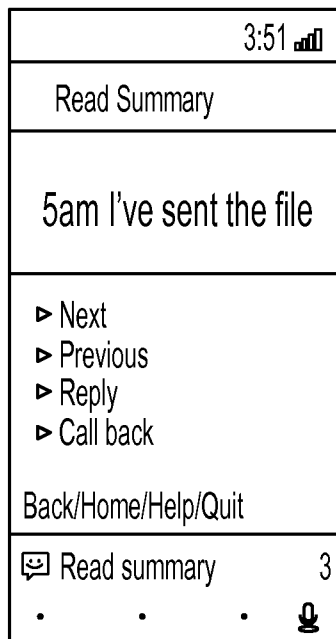 3:51
Read Summary
5am I've sent the file
Next
Previous
Reply
Call back
Back/Home/Help/Quit
Read summary 3